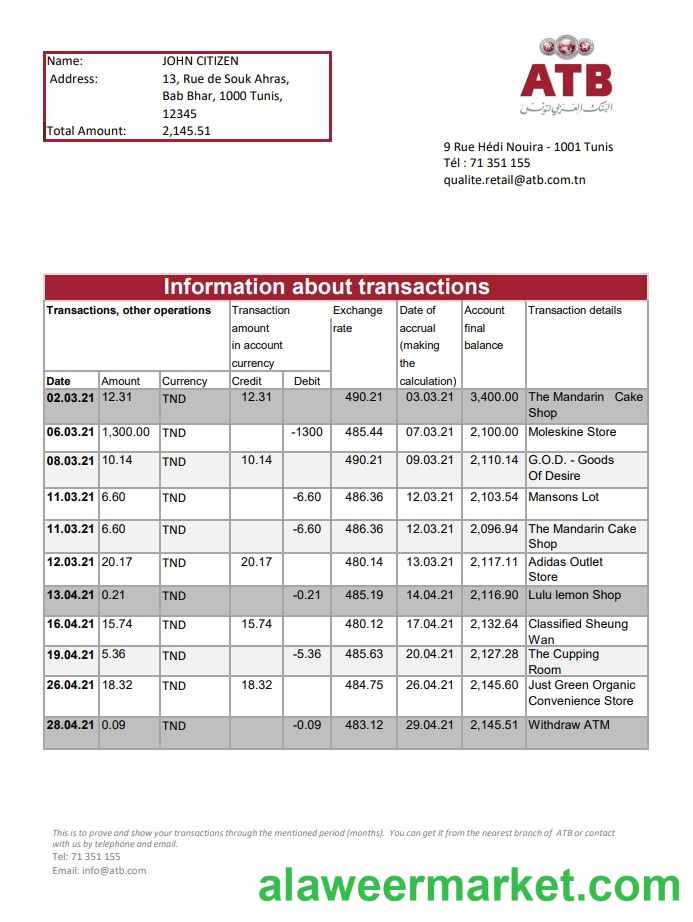 Name: JOHN CITIZEN
Address: 13, Rue de Souk Ahras,
Bab Bhar, 1000 Tunis,
12345
Total Amount: 2,145.51
ATB
البنك العربي لتونس
9 Rue Hédi Nouira - 1001 Tunis
Tél : 71 351 155
qualite.retail@atb.com.tn
Information about transactions
Transactions, other operations Transaction amount in account currency Exchange rate Date of accrual (making the calculation) Account final balance Transaction details
Date Amount Currency Credit Debit
02.03.21 12.31 TND 12.31 490.21 03.03.21 3,400.00 The Mandarin Cake
Shop
06.03.21 1,300.00 TND -1300 485.44 07.03.21 2,100.00 Moleskine Store
08.03.21 10.14 TND 10.14 490.21 09.03.21 2,110.14 G.O.D. - Goods
Of Desire
11.03.21 6.60 TND -6.60 486.36 12.03.21 2,103.54 Mansons Lot
11.03.21 6.60 TND -6.60 486.36 12.03.21 2,096.94 The Mandarin Cake
Shop
12.03.21 20.17 TND 20.17 480.14 13.03.21 2,117.11 Adidas Outlet
Store
13.04.21 0.21 TND -0.21 485.19 14.04.21 2,116.90 Lulu lemon Shop
16.04.21 15.74 TND 15.74 480.12 17.04.21 2,132.64 Classified Sheung
Wan
19.04.21 5.36 TND -5.36 485.63 20.04.21 2,127.28 The Cupping
Room
26.04.21 18.32 TND 18.32 484.75 26.04.21 2,145.60 Just Green Organic
Convenience Store
28.04.21 0.09 TND -0.09 483.12 29.04.21 2,145.51 Withdraw ATM
This is to prove and show your transactions through the mentioned period (months). You can get it from the nearest branch of ATB or contact
with us by telephone and email.
Tel: 71 351 155
Email: info@atb.com
alaweermarket.com